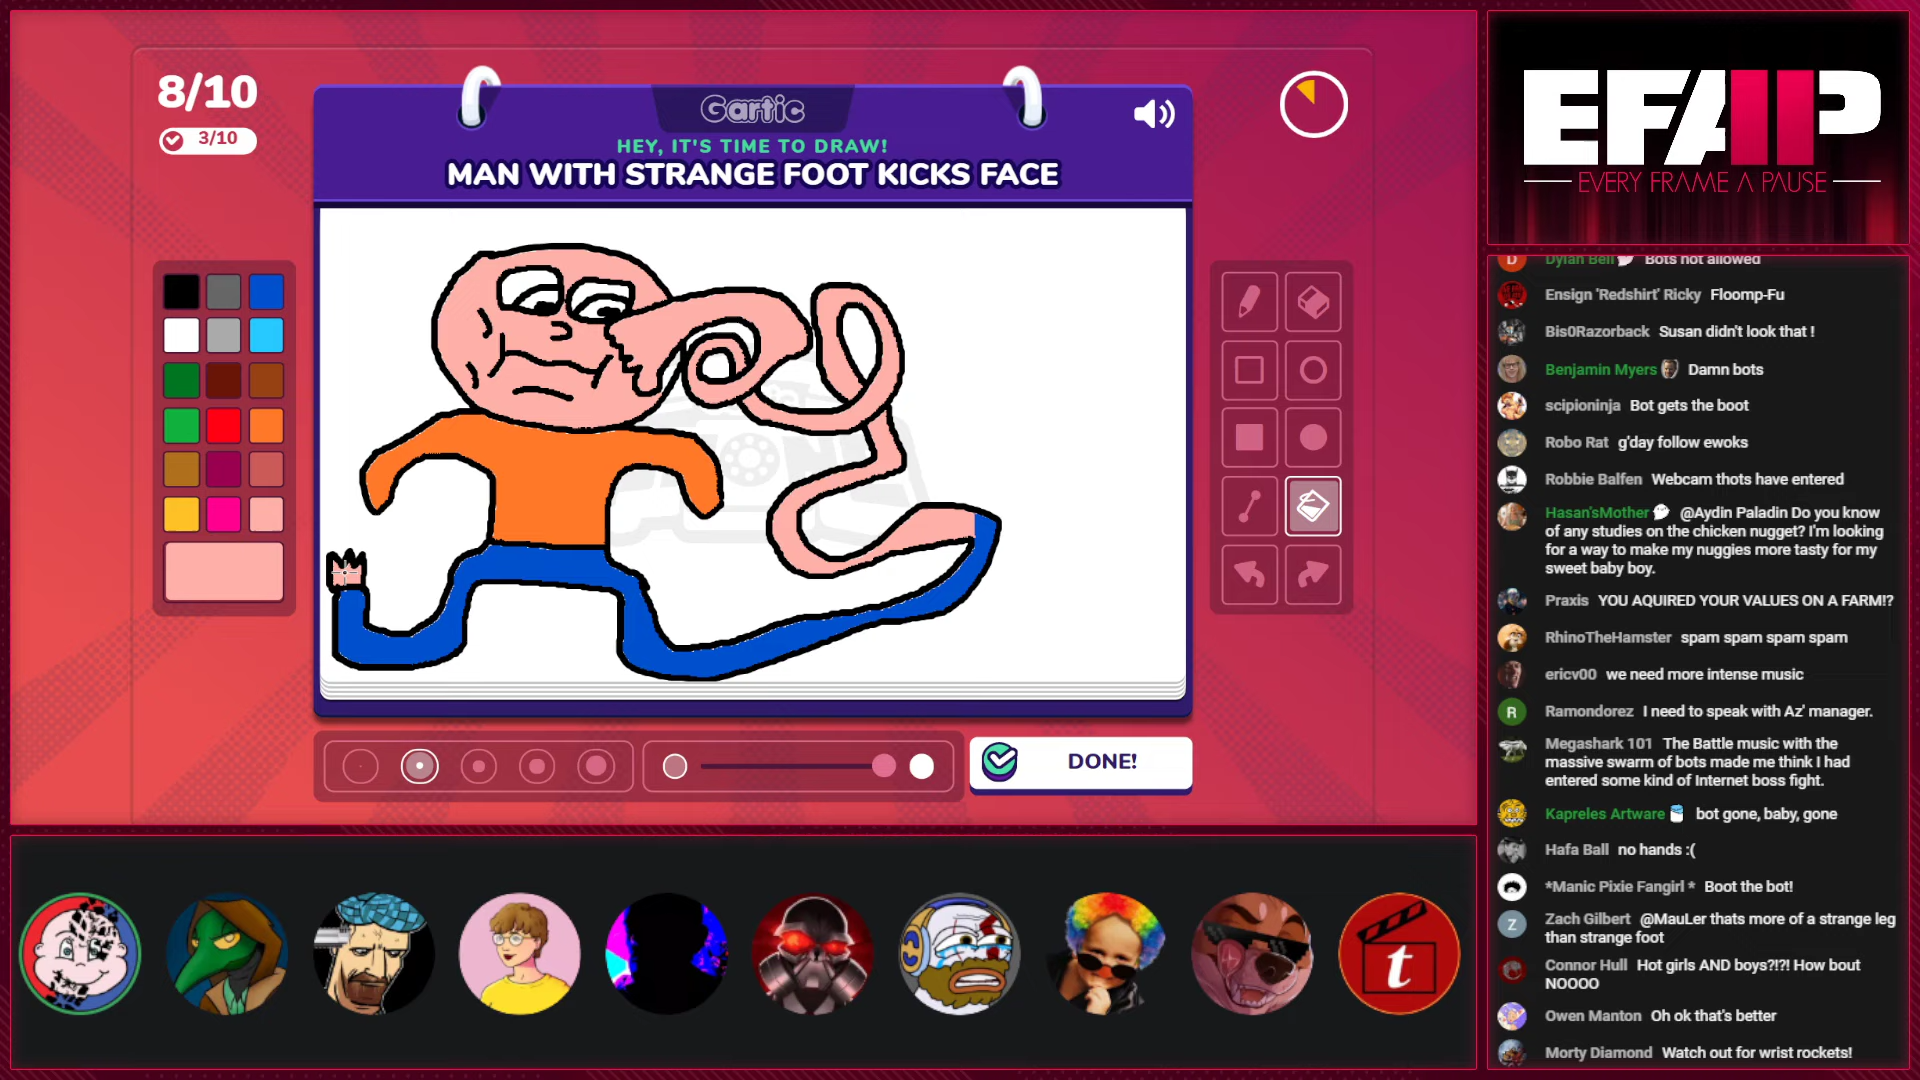 8/10
3/10
Gartic
HEY, IT'S TIME TO DRAW!
MAN WITH STRANGE FOOT KICKS FACE
DONE!
EFAP
EVERY FRAME A PAUSE
D Dylan Bell Bots not allowed
Ensign 'Redshirt' Ricky Floomp-Fu
Bis0Razorback Susan didn't look that !
Benjamin Myers Damn bots
scipioninja Bot gets the boot
Robo Rat g'day follow ewoks
Robbie Balfen Webcam thots have entered
Hasan'sMother @Aydin Paladin Do you know
of any studies on the chicken nugget? I'm looking
for a way to make my nuggies more tasty for my
sweet baby boy.
Praxis YOU AQUIRED YOUR VALUES ON A FARM!?
RhinoTheHamster spam spam spam spam
ericv00 we need more intense music
R Ramondorez I need to speak with Az' manager.
Megashark 101 The Battle music with the
massive swarm of bots made me think I had
entered some kind of Internet boss fight.
Kapreles Artware bot gone, baby, gone
Hafa Ball no hands :(
*Manic Pixie Fangirl * Boot the bot!
Z Zach Gilbert @MauLer thats more of a strange leg
than strange foot
Connor Hull Hot girls AND boys?!?! How bout
NOOOO
Owen Manton Oh ok that's better
Morty Diamond Watch out for wrist rockets!
t